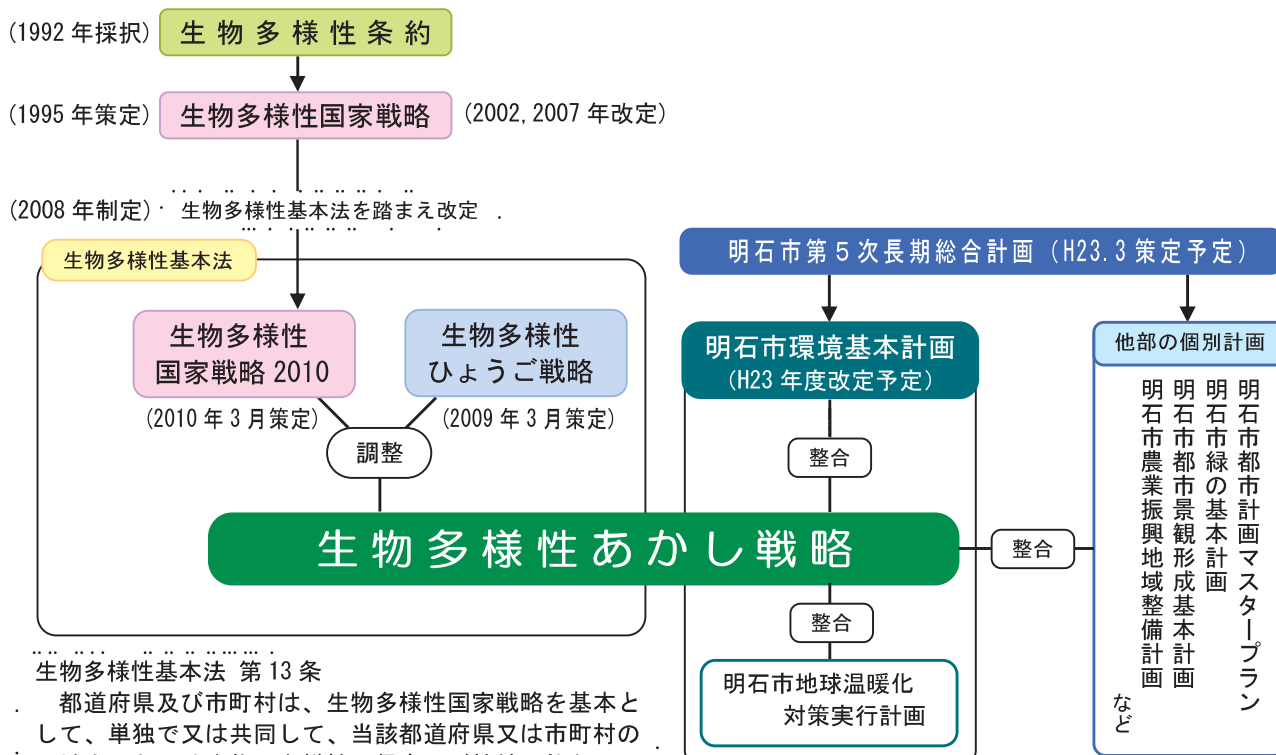 (1992年採択)
生物多様性条約
(1995年策定)
生物多様性国家戦略
(2002, 2007年改定)
(2008年制定)
生物多様性基本法を踏まえ改定
生物多様性基本法
生物多様性
国家戦略2010
(2010年3月策定)
生物多様性
ひょうご戦略
(2009年3月策定)
調整
明石市第5次長期総合計画(H23.3策定予定)
明石市環境基本計画
(H23年度改定予定)
整合
他部の個別計画
明石市都市計画マスタープラン
明石市緑の基本計画
明石市都市景観形成基本計画
明石市農業振興地域整備計画
など
生物多様性あかし戦略
整合
整合
明石市地球温暖化
対策実行計画
生物多様性基本法 第13条
都道府県及び市町村は、生物多様性国家戦略を基本と
して、単独で又は共同して、当該都道府県又は市町村の